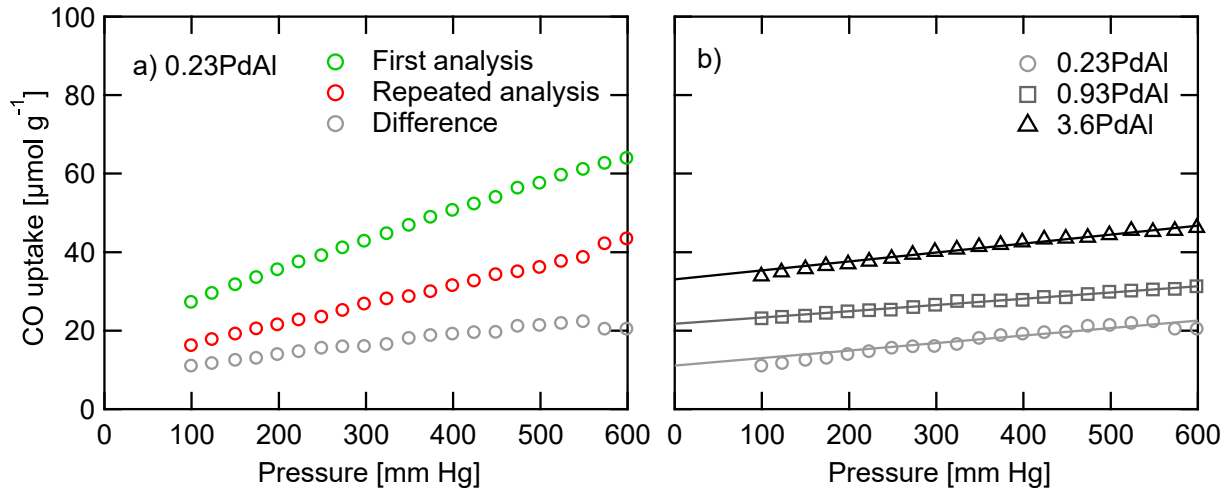 100
80
60
40
20
0
CO uptake [µmol g⁻¹]
a) 0.23PdAl
First analysis
Repeated analysis
Difference
0 100 200 300 400 500 600
Pressure [mm Hg]
b)
0.23PdAl
0.93PdAl
3.6PdAl
0 100 200 300 400 500 600
Pressure [mm Hg]